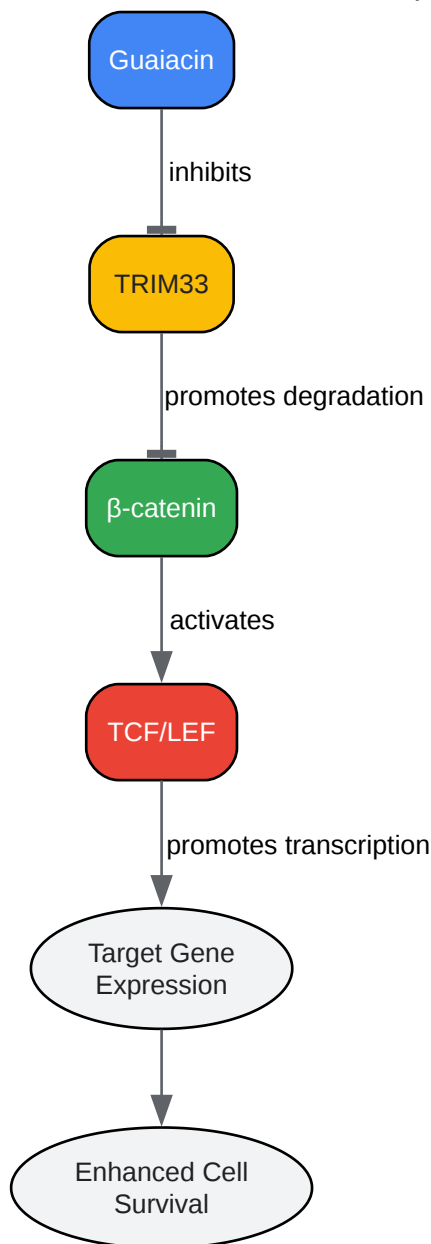 Guaiacin
inhibits
TRIM33
promotes degradation
β-catenin
activates
TCF/LEF
promotes transcription
Target Gene
Expression
Enhanced Cell
Survival